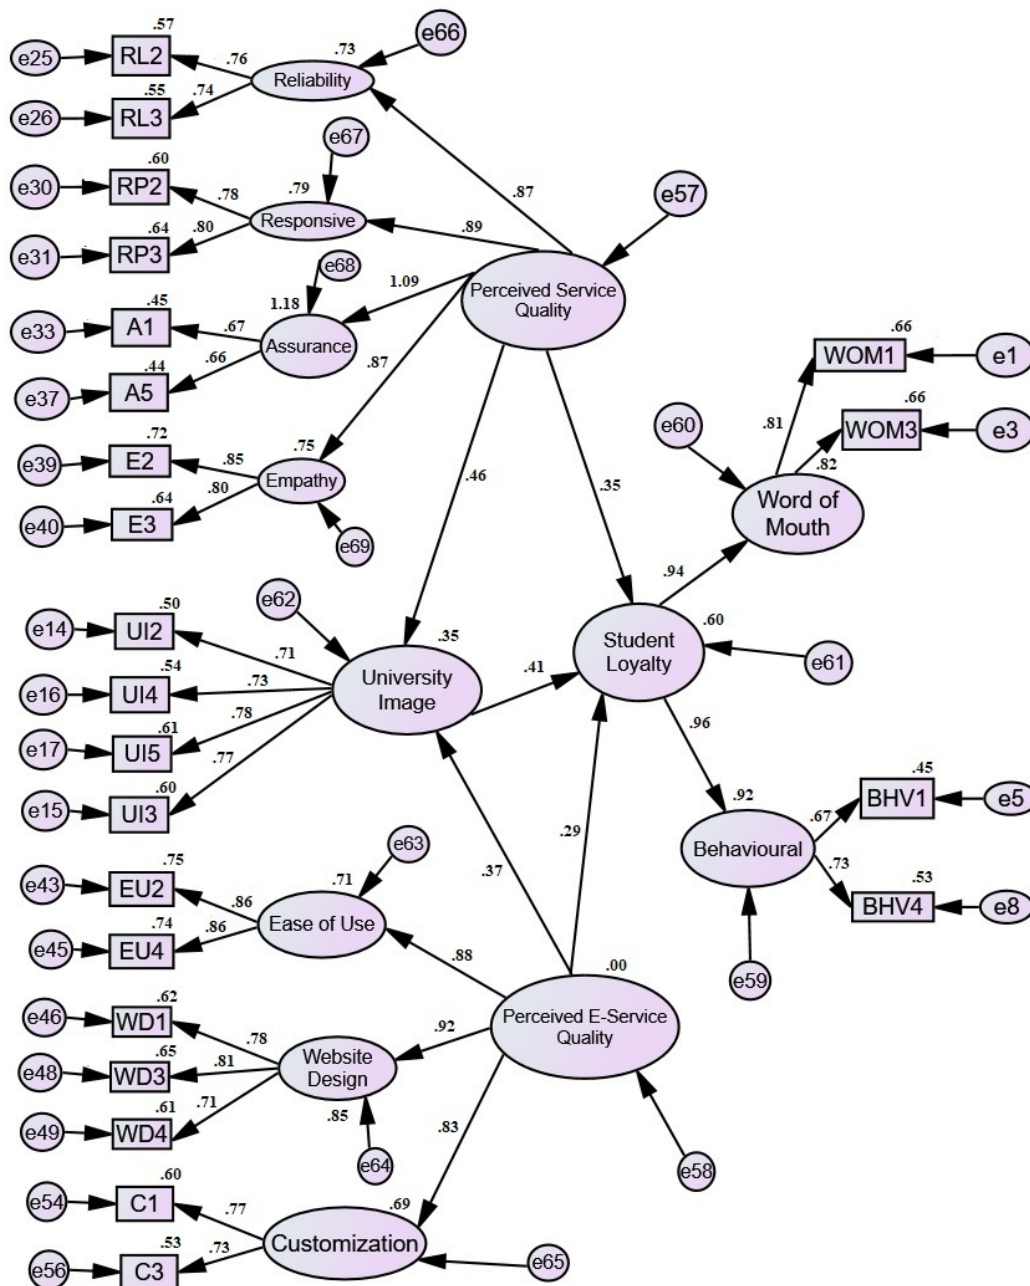 .57
e25
RL2
.76
.73
e66
Reliability
.55
.74
e26
RL3
e67
.60
e30
RP2
.78
.79
.87
e57
Responsive
.89
.64
.80
e31
RP3
e68
1.09
Perceived Service
Quality
.45
1.18
e33
A1
.67
Assurance
.66
.44
e37
A5
.87
.66
WOM1
e1
.72
e39
E2
.85
.75
Empathy
.80
.64
e40
E3
e69
.46
.35
e60
.81
.66
WOM3
e3
.82
Word of
Mouth
.94
e62
.50
e14
UI2
.71
.35
.54
e16
UI4
.73
University
Image
.41
Student
Loyalty
.60
e61
.78
.61
e17
UI5
.77
.60
e15
UI3
.96
.92
Behavioural
.45
BHV1
e5
.67
.73
.53
BHV4
e8
e59
.29
.37
e63
.75
e43
EU2
.86
.71
Ease of Use
.74
.86
e45
EU4
.88
.00
Perceived E-Service
Quality
.62
e46
WD1
.78
.92
Website
Design
.65
.81
e48
WD3
.61
.71
e49
WD4
.85
e64
.83
e58
.60
e54
C1
.77
.69
Customization
.53
.73
e56
C3
e65